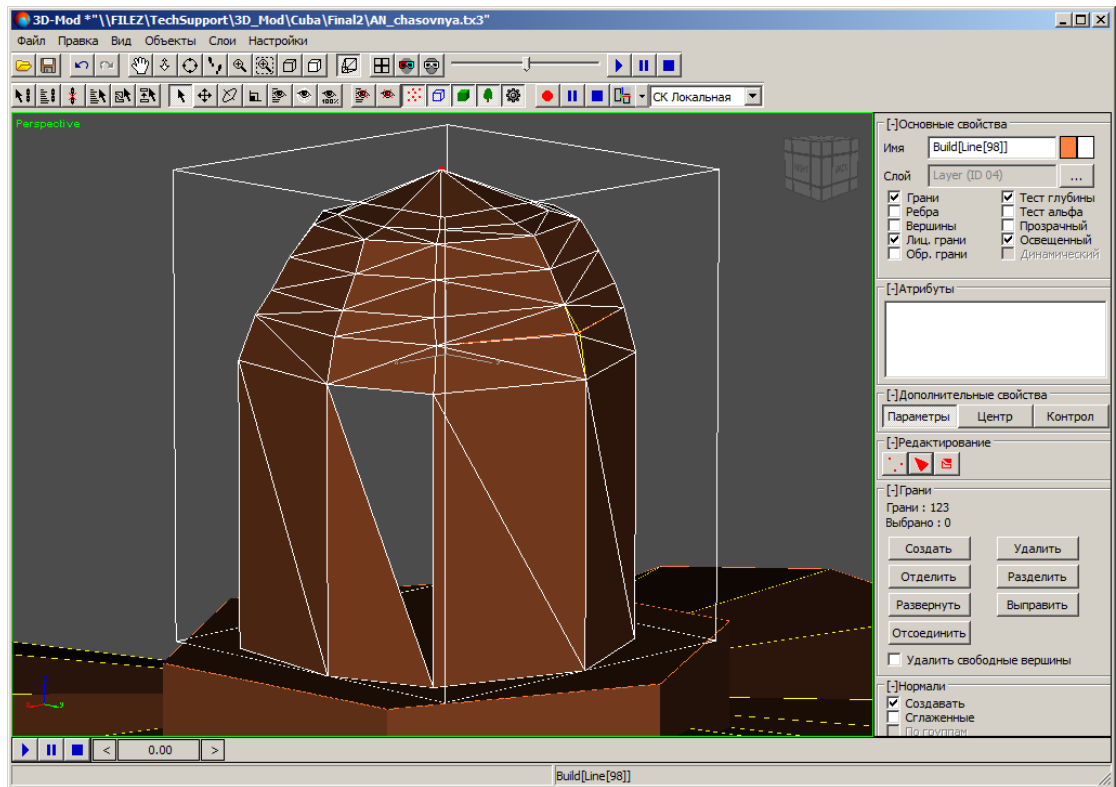 3D-Mod *"\\FILEZ\TechSupport\3D_Mod\Cuba\Final2\AN_chasovnya.tx3"
Файл Правка Вид Объекты Слои Настройки
100%
СК Локальная
Perspective
[-]Основные свойства
Имя Build[Line[98]]
Слой Layer (ID 04) ...
Грани Тест глубины
Ребра Тест альфа
Вершины Прозрачный
Лиц. грани Освещенный
Обр. грани Динамический
[-]Атрибуты
[-]Дополнительные свойства
Параметры Центр Контрол
[-]Редактирование
[-]Грани
Грани : 123
Выбрано : 0
Создать Удалить
Отделить Разделить
Развернуть Выправить
Отсоединить
Удалить свободные вершины
[-]Нормали
Создавать
Сглаженные
По группам
< 0.00 >
Build[Line[98]]